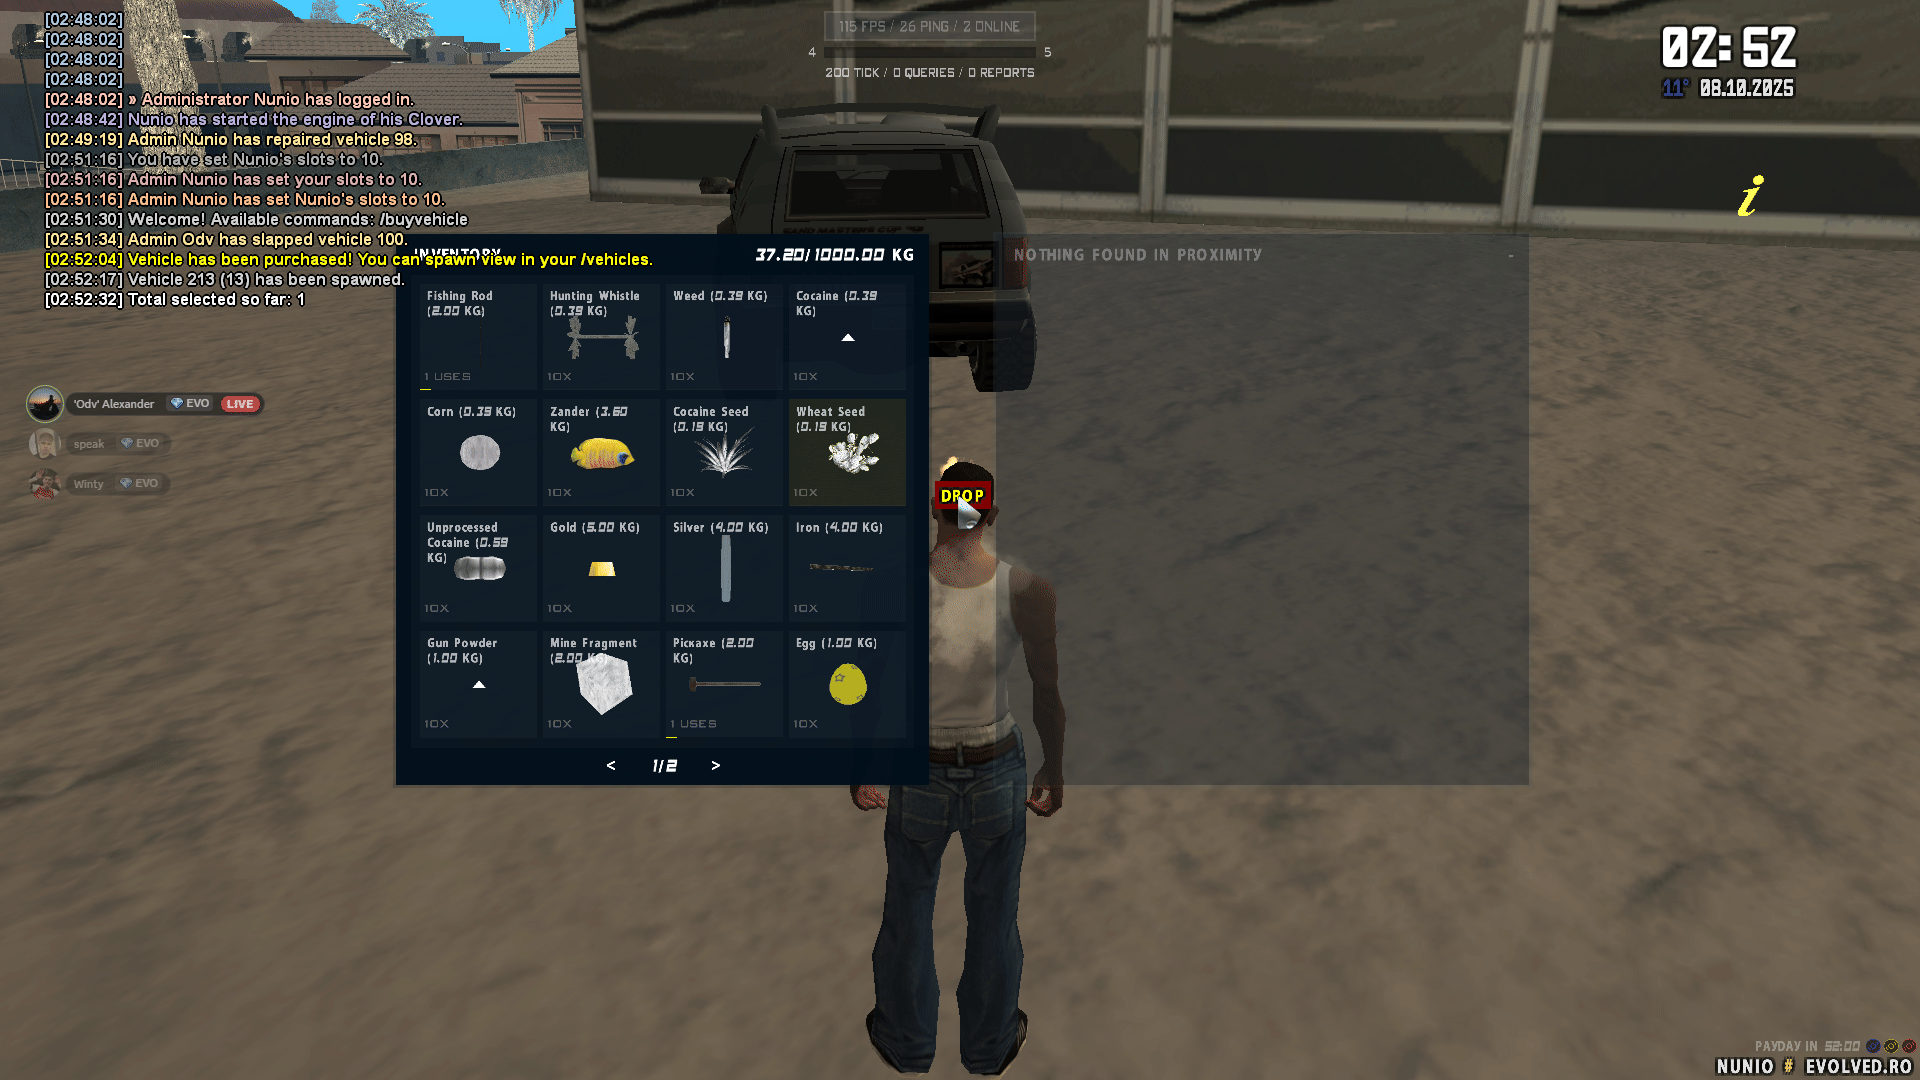 [02:48:02]
[02:48:02]
[02:48:02]
[02:48:02]
[02:48:02] » Administrator Nunio has logged in.
[02:48:42] Nunio has started the engine of his Clover.
[02:49:19] Admin Nunio has repaired vehicle 98.
[02:51:16] You have set Nunio's slots to 10.
[02:51:16] Admin Nunio has set your slots to 10.
[02:51:16] Admin Nunio has set Nunio's slots to 10.
[02:51:30] Welcome! Available commands: /buyvehicle
[02:51:34] Admin Odv has slapped vehicle 100.
[02:52:04] Vehicle has been purchased! You can spawn view in your /vehicles.
[02:52:17] Vehicle 213 (13) has been spawned.
[02:52:32] Total selected so far: 1
115 FPS / 26 PING / 2 ONLINE
4 5
200 TICK / 0 QUERIES / 0 REPORTS
02:52
11° 08.10.2025
i
'Odv' Alexander EVO LIVE
speak EVO
Winty EVO
INVENTORY 37.20/1000.00 KG
Fishing Rod
(2.00 KG)
1 USES
Hunting Whistle
(0.39 KG)
10X
Weed (0.39 KG)
10X
Cocaine (0.39
KG)
10X
Corn (0.39 KG)
10X
Zander (3.60
KG)
10X
Cocaine Seed
(0.19 KG)
10X
Wheat Seed
(0.19 KG)
10X
Unprocessed
Cocaine (0.59
KG)
10X
Gold (5.00 KG)
10X
Silver (4.00 KG)
10X
Iron (4.00 KG)
10X
Gun Powder
(1.00 KG)
10X
Mine Fragment
(2.00 KG)
10X
Pickaxe (2.00
KG)
1 USES
Egg (1.00 KG)
10X
< 1/2 >
NOTHING FOUND IN PROXIMITY -
DROP
PAYDAY IN 52:00
NUNIO # EVOLVED.RO